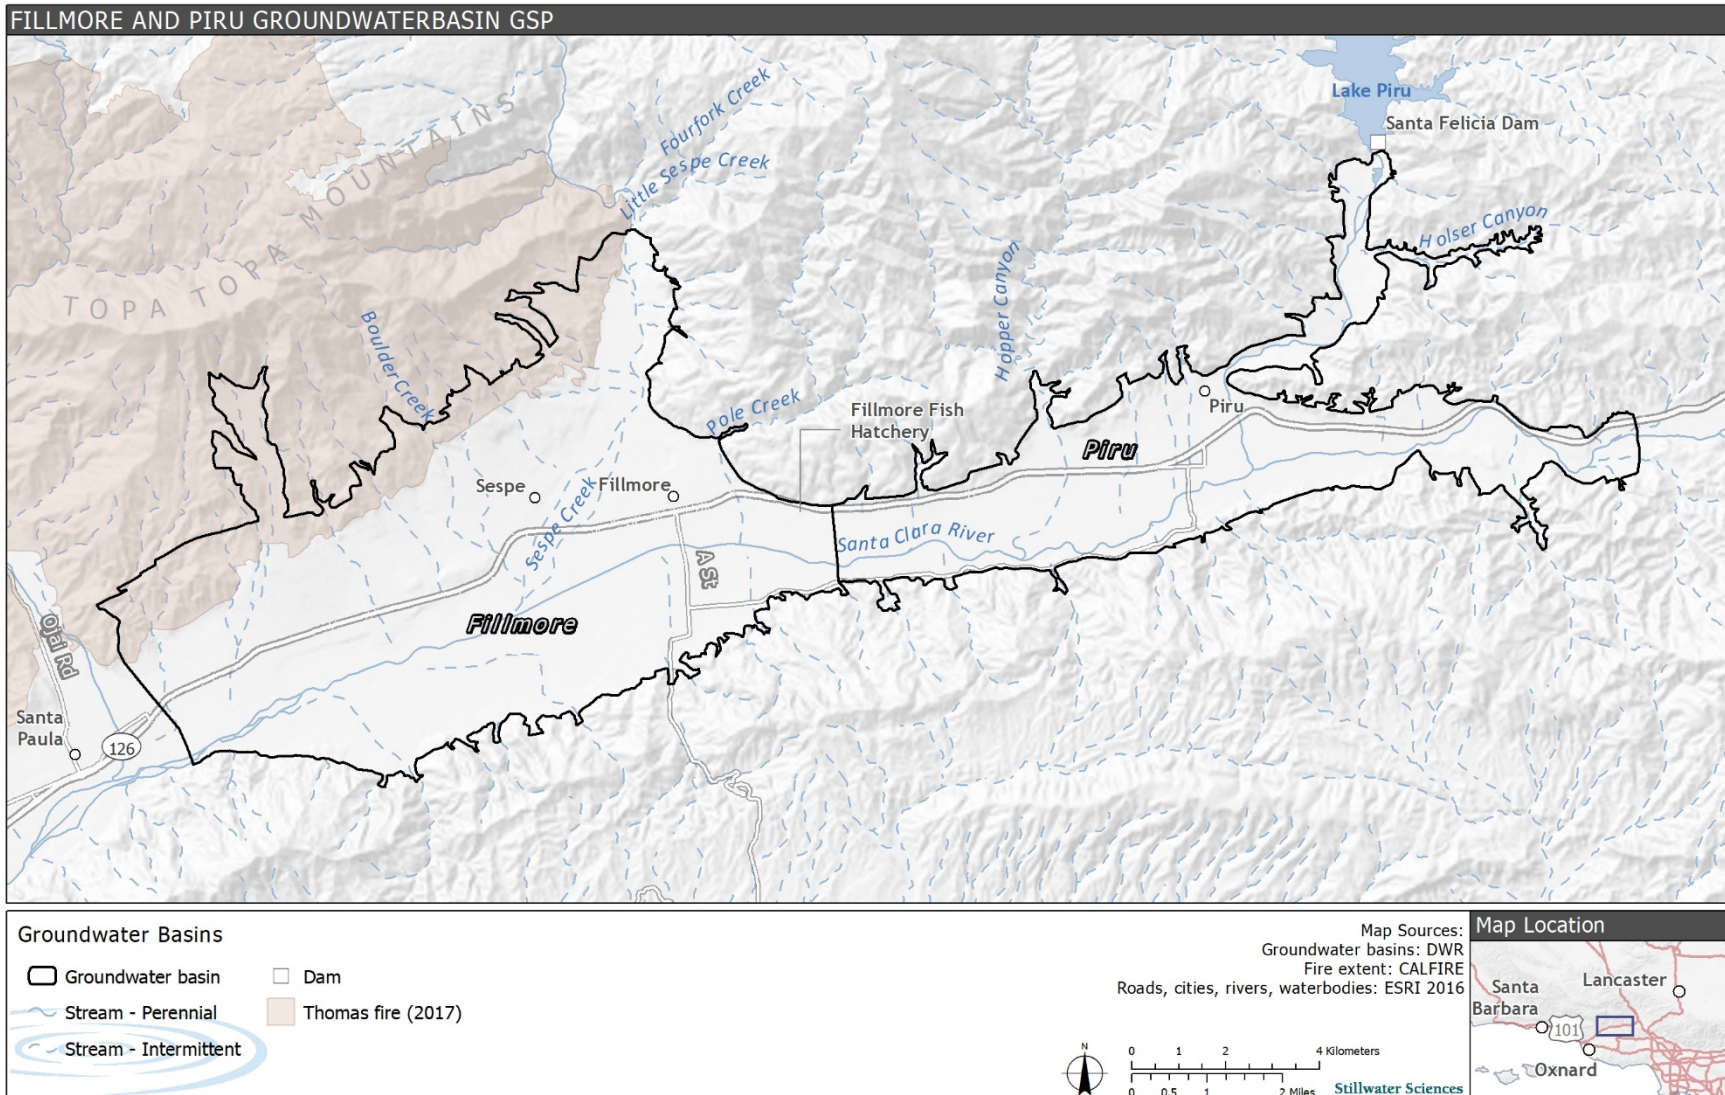 FILLMORE AND PIRU GROUNDWATERBASIN GSP
Lake Piru
Santa Felicia Dam
Fourfork Creek
Little Sespe Creek
TOPA TOPA MOUNTAINS
Holser Canyon
Hopper Canyon
Boulder Creek
Pole Creek
Fillmore Fish
Hatchery
Piru
Piru
Sespe
Fillmore
Sespe Creek
Santa Clara River
A St
Fillmore
Ojai Rd
Santa
Paula
126
Groundwater Basins
Groundwater basin
Dam
Stream - Perennial
Thomas fire (2017)
Stream - Intermittent
Map Sources:
Groundwater basins: DWR
Fire extent: CALFIRE
Roads, cities, rivers, waterbodies: ESRI 2016
N
0 1 2 4 Kilometers
0 0.5 1 2 Miles
Stillwater Sciences
Map Location
Santa
Barbara
Lancaster
101
Oxnard